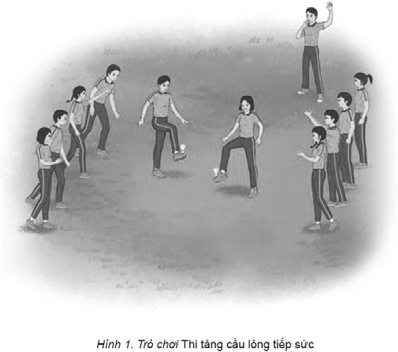 Hình 1. Trò chơi Thi tâng cầu lông tiếp sức